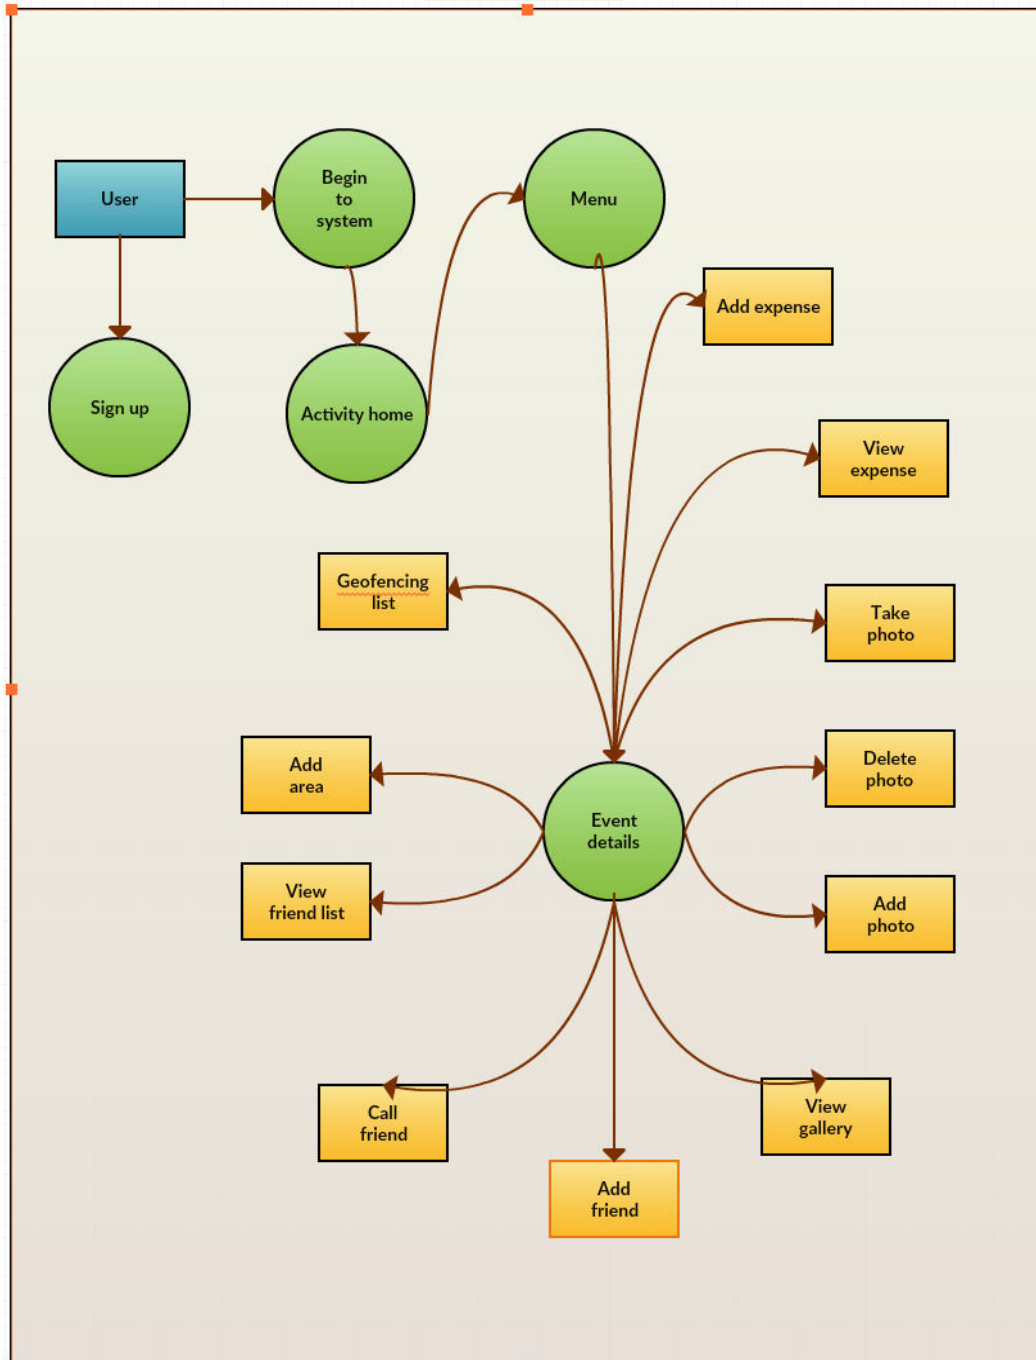 User
Begin
to
system
Menu
Add expense
Sign up
Activity home
View
expense
Geofencing
list
Take
photo
Add
area
Delete
photo
Event
details
View
friend list
Add
photo
Call
friend
View
gallery
Add
friend